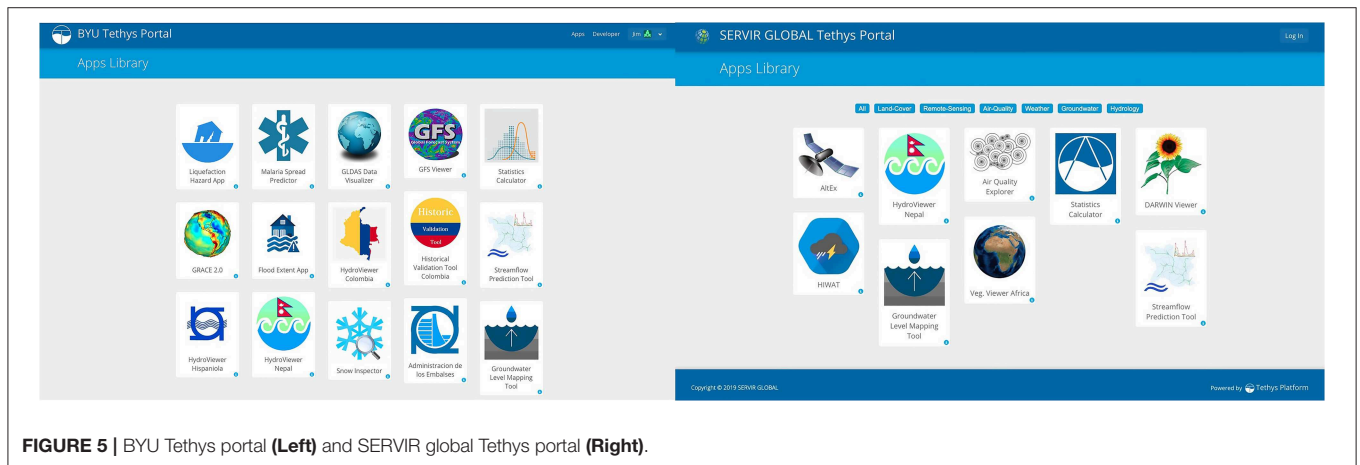 BYU Tethys Portal
Apps Developer Jim
Apps Library
Liquefaction
Hazard App
Malaria Spread
Predictor
GLDAS Data
Visualizer
GFS
Global Forecast System
GFS Viewer
Statistics
Calculator
GRACE 2.0
Flood Extent App
HydroViewer
Colombia
Historic
Validation
Tool
Historical
Validation Tool
Colombia
Streamflow
Prediction Tool
HydroViewer
Hispaniola
HydroViewer
Nepal
Snow Inspector
Administracion de
los Embalses
Groundwater
Level Mapping
Tool
SERVIR GLOBAL Tethys Portal
Log In
Apps Library
All Land-Cover Remote-Sensing Air-Quality Weather Groundwater Hydrology
AltEx
HydroViewer
Nepal
Air Quality
Explorer
Statistics
Calculator
DARWIN Viewer
HIWAT
Groundwater
Level Mapping
Tool
Veg. Viewer Africa
Streamflow
Prediction Tool
Copyright © 2019 SERVIR GLOBAL
Powered by Tethys Platform
FIGURE 5 | BYU Tethys portal (Left) and SERVIR global Tethys portal (Right).